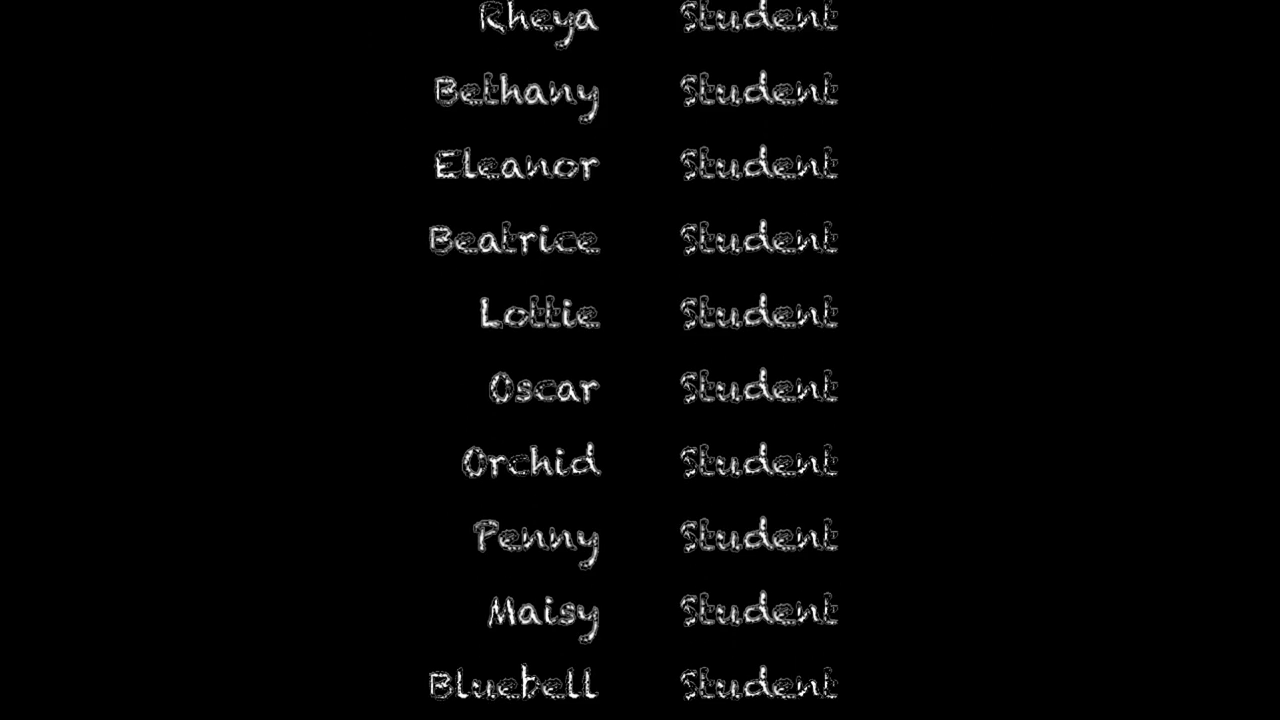 Rheya Student
Bethany Student
Eleanor Student
Beatrice Student
Lottie Student
Oscar Student
Orchid Student
Penny Student
Maisy Student
Bluebell Student